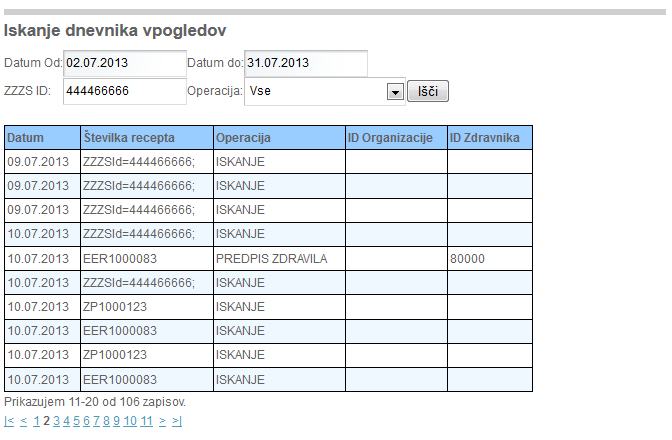 Iskanje dnevnika vpogledov
Datum Od: 02.07.2013 Datum do: 31.07.2013
ZZZS ID: 444466666 Operacija: Vse Išči
Datum Številka recepta Operacija ID Organizacije ID Zdravnika
09.07.2013 ZZZSId=444466666; ISKANJE
09.07.2013 ZZZSId=444466666; ISKANJE
09.07.2013 ZZZSId=444466666; ISKANJE
10.07.2013 ZZZSId=444466666; ISKANJE
10.07.2013 EER1000083 PREDPIS ZDRAVILA 80000
10.07.2013 ZZZSId=444466666; ISKANJE
10.07.2013 ZP1000123 ISKANJE
10.07.2013 EER1000083 ISKANJE
10.07.2013 ZP1000123 ISKANJE
10.07.2013 EER1000083 ISKANJE
Prikazujem 11-20 od 106 zapisov.
|< < 1 2 3 4 5 6 7 8 9 10 11 > >|